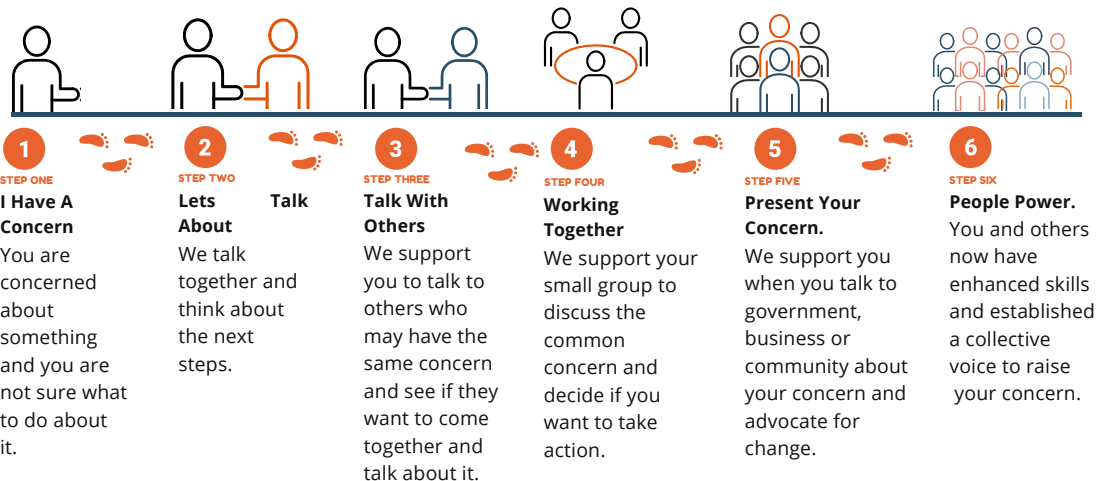 1
STEP ONE
I Have A
Concern
You are
concerned
about
something
and you are
not sure what
to do about
it.
2
STEP TWO
Lets Talk
About
We talk
together and
think about
the next
steps.
3
STEP THREE
Talk With
Others
We support
you to talk to
others who
may have the
same concern
and see if they
want to come
together and
talk about it.
4
STEP FOUR
Working
Together
We support your
small group to
discuss the
common
concern and
decide if you
want to take
action.
5
STEP FIVE
Present Your
Concern.
We support you
when you talk to
government,
business or
community about
your concern and
advocate for
change.
6
STEP SIX
People Power.
You and others
now have
enhanced skills
and established
a collective
voice to raise
your concern.